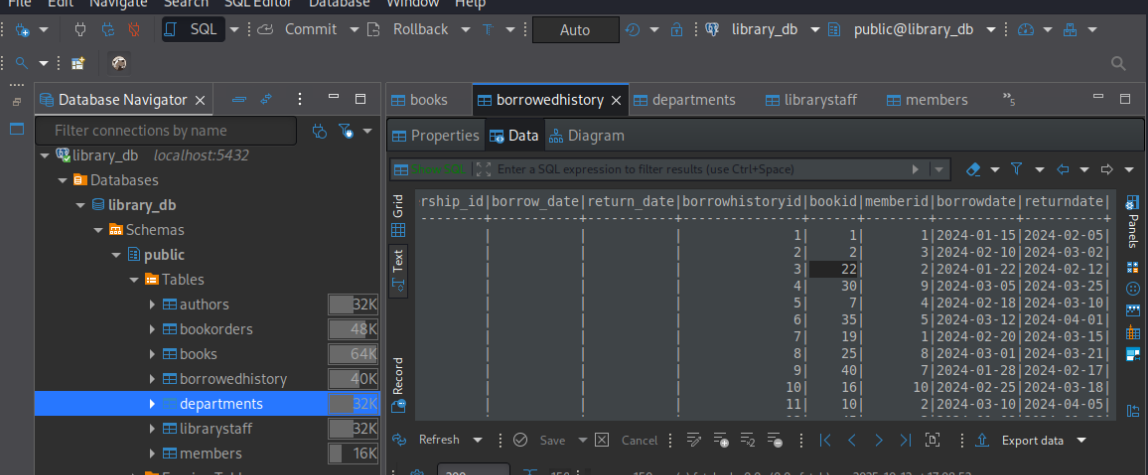 File Edit Navigate Search SQL Editor Database Window Help
SQL Commit Rollback T Auto library_db public@library_db
Database Navigator
Filter connections by name
library_db localhost:5432
Databases
library_db
Schemas
public
Tables
authors 32K
bookorders 48K
books 64K
borrowedhistory 40K
departments 32K
librarystaff 32K
members 16K
books borrowedhistory departments librarystaff members »5
Properties Data Diagram
Show SQL Enter a SQL expression to filter results (use Ctrl+Space)
Grid
Text
Record
Panels
rship_id|borrow_date|return_date|borrowhistoryid|bookid|memberid|borrowdate|returndate|
--------+-----------+-----------+---------------+------+--------+----------+----------+
| | | 1| 1| 1|2024-01-15|2024-02-05|
| | | 2| 2| 3|2024-02-10|2024-03-02|
| | | 3| 22| 2|2024-01-22|2024-02-12|
| | | 4| 30| 9|2024-03-05|2024-03-25|
| | | 5| 7| 4|2024-02-18|2024-03-10|
| | | 6| 35| 5|2024-03-12|2024-04-01|
| | | 7| 19| 1|2024-02-20|2024-03-15|
| | | 8| 25| 8|2024-03-01|2024-03-21|
| | | 9| 40| 7|2024-01-28|2024-02-17|
| | | 10| 16| 10|2024-02-25|2024-03-18|
| | | 11| 10| 2|2024-03-10|2024-04-05|
Refresh Save Cancel Export data